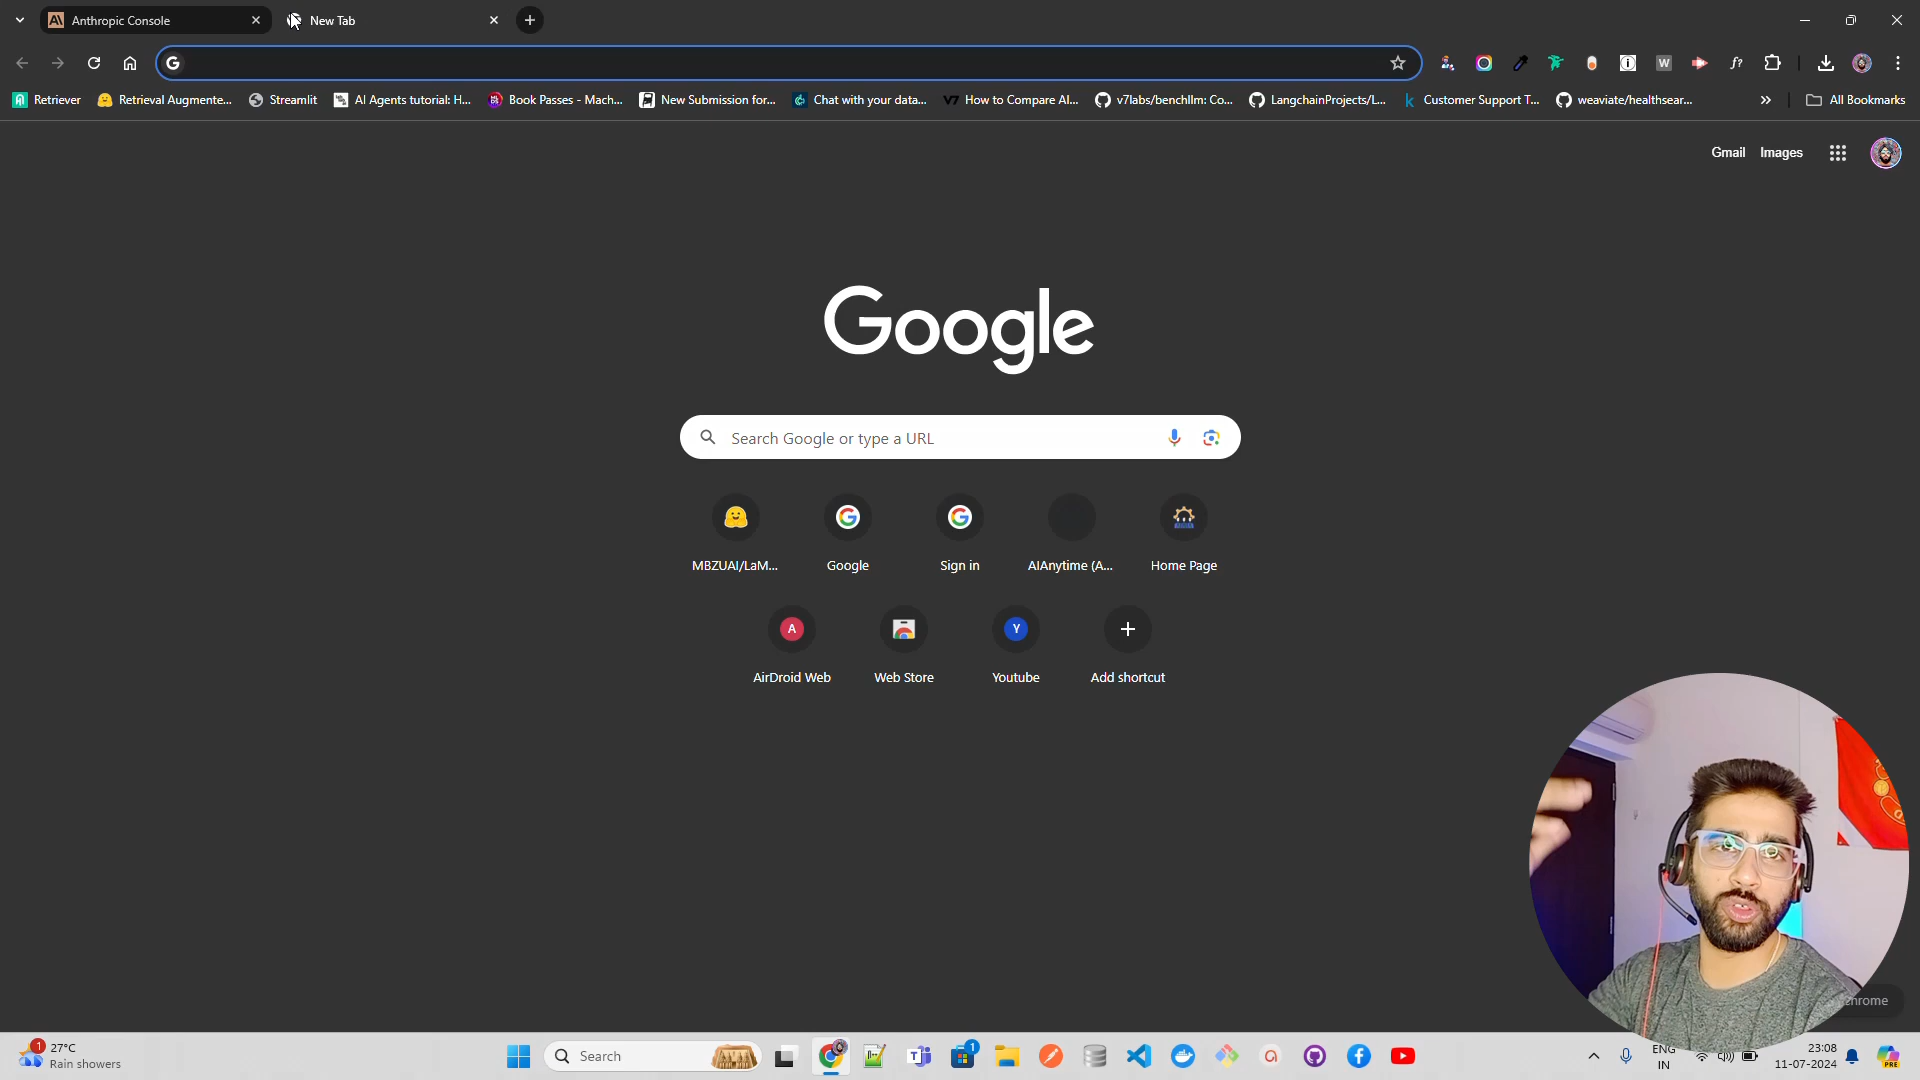 Anthropic Console
New Tab
Retriever
Retrieval Augmente...
Streamlit
AI Agents tutorial: H...
Book Passes - Mach...
New Submission for...
Chat with your data...
How to Compare AI...
v7labs/benchllm: Co...
LangchainProjects/L...
Customer Support T...
weaviate/healthsear...
All Bookmarks
Gmail
Images
Google
Search Google or type a URL
MBZUAI/LaM...
Google
Sign in
AIAnytime (A...
Home Page
A
Y
AirDroid Web
Web Store
Youtube
Add shortcut
1
27°C
Rain showers
Search
1
ENG
IN
23:08
11-07-2024
PRE